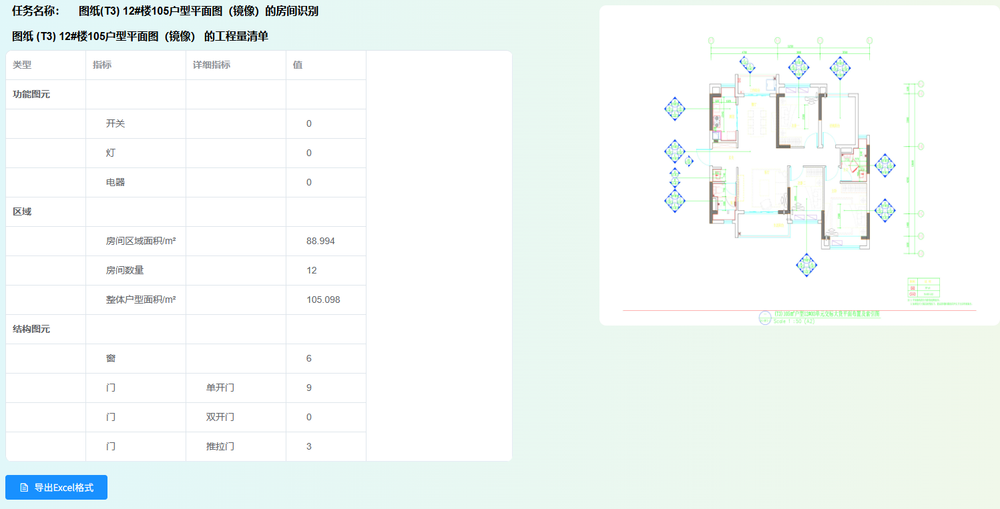 任务名称： 图纸(T3) 12#楼105户型平面图（镜像）的房间识别
图纸 (T3) 12#楼105户型平面图（镜像） 的工程量清单
类型 指标 详细指标 值
功能图元
开关 0
灯 0
电器 0
区域
房间区域面积/m² 88.994
房间数量 12
整体户型面积/m² 105.098
结构图元
窗 6
门 单开门 9
门 双开门 0
门 推拉门 3
导出Excel格式
Scale 1:50 (A3)